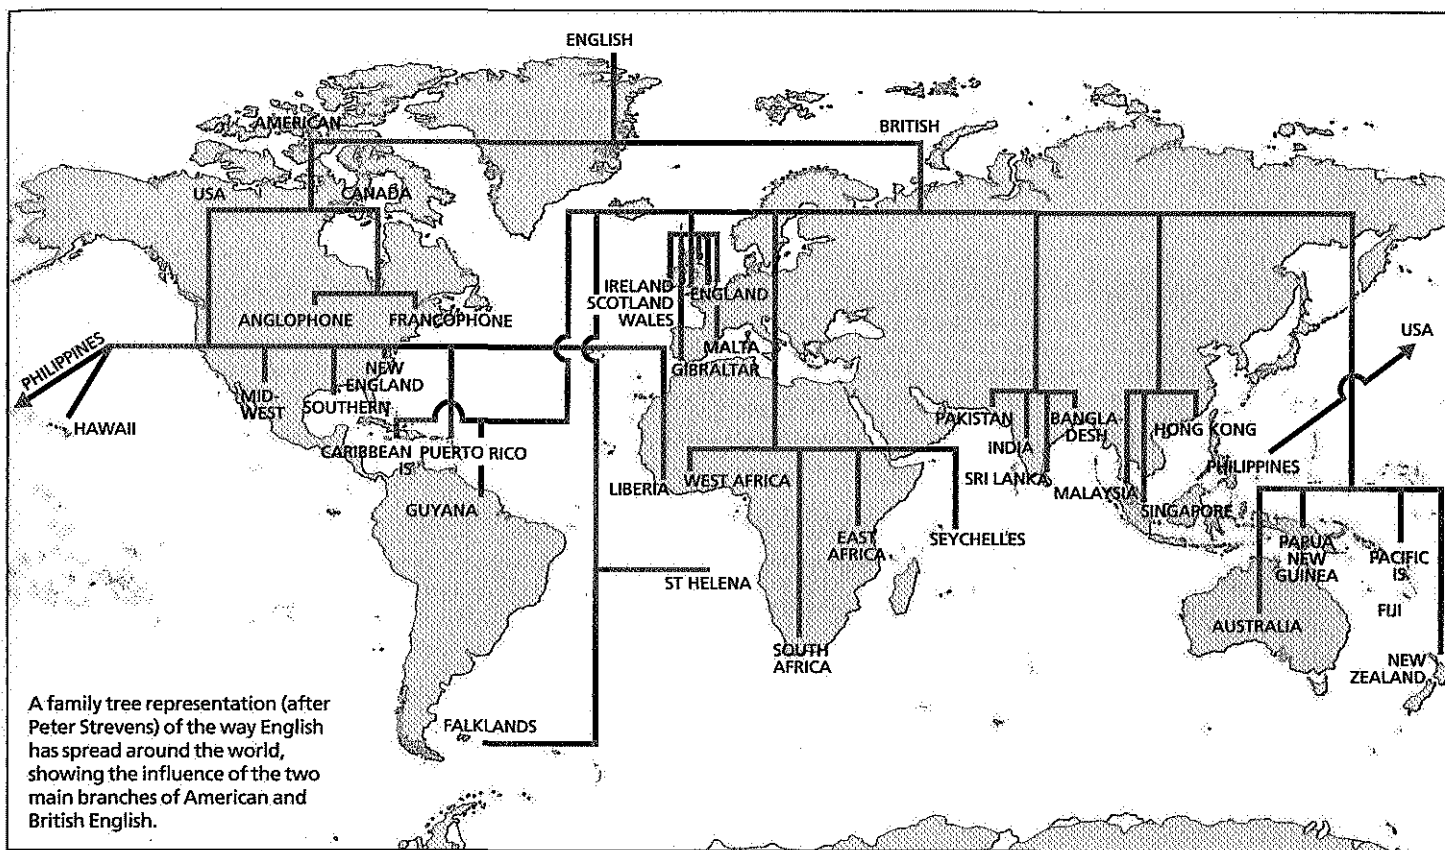 ENGLISH
AMERICAN
BRITISH
USA
CANADA
IRELAND
SCOTLAND
WALES
ENGLAND
ANGLOPHONE
FRANCOPHONE
MALTA
GIBRALTAR
USA
PHILIPPINES
HAWAII
MID-
WEST
SOUTHERN
NEW
ENGLAND
CARIBBEAN
IS
PUERTO RICO
GUYANA
LIBERIA
WEST AFRICA
EAST
AFRICA
SEYCHELLES
SOUTH
AFRICA
ST HELENA
FALKLANDS
PAKISTAN
INDIA
SRI LANKA
BANGLA
DESH
HONG KONG
MALAYSIA
SINGAPORE
PHILIPPINES
PAPUA
NEW
GUINEA
PACIFIC
IS.
FIJI
AUSTRALIA
NEW
ZEALAND
A family tree representation (after
Peter Strevens) of the way English
has spread around the world,
showing the influence of the two
main branches of American and
British English.